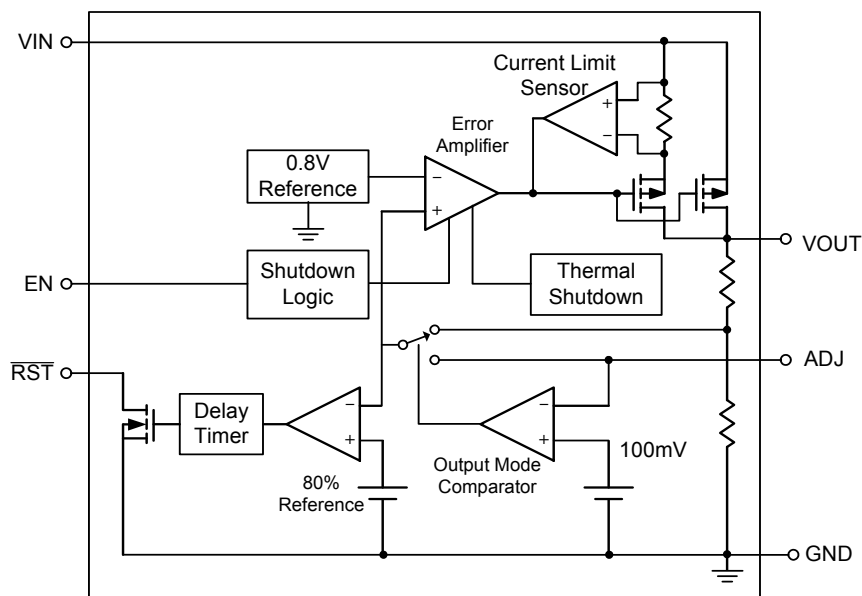 VIN
Current Limit
Sensor
Error
Amplifier
+
−
0.8V
Reference
−
+
VOUT
EN
Shutdown
Logic
Thermal
Shutdown
RST
ADJ
Delay
Timer
−
+
−
+
100mV
80%
Reference
Output Mode
Comparator
GND